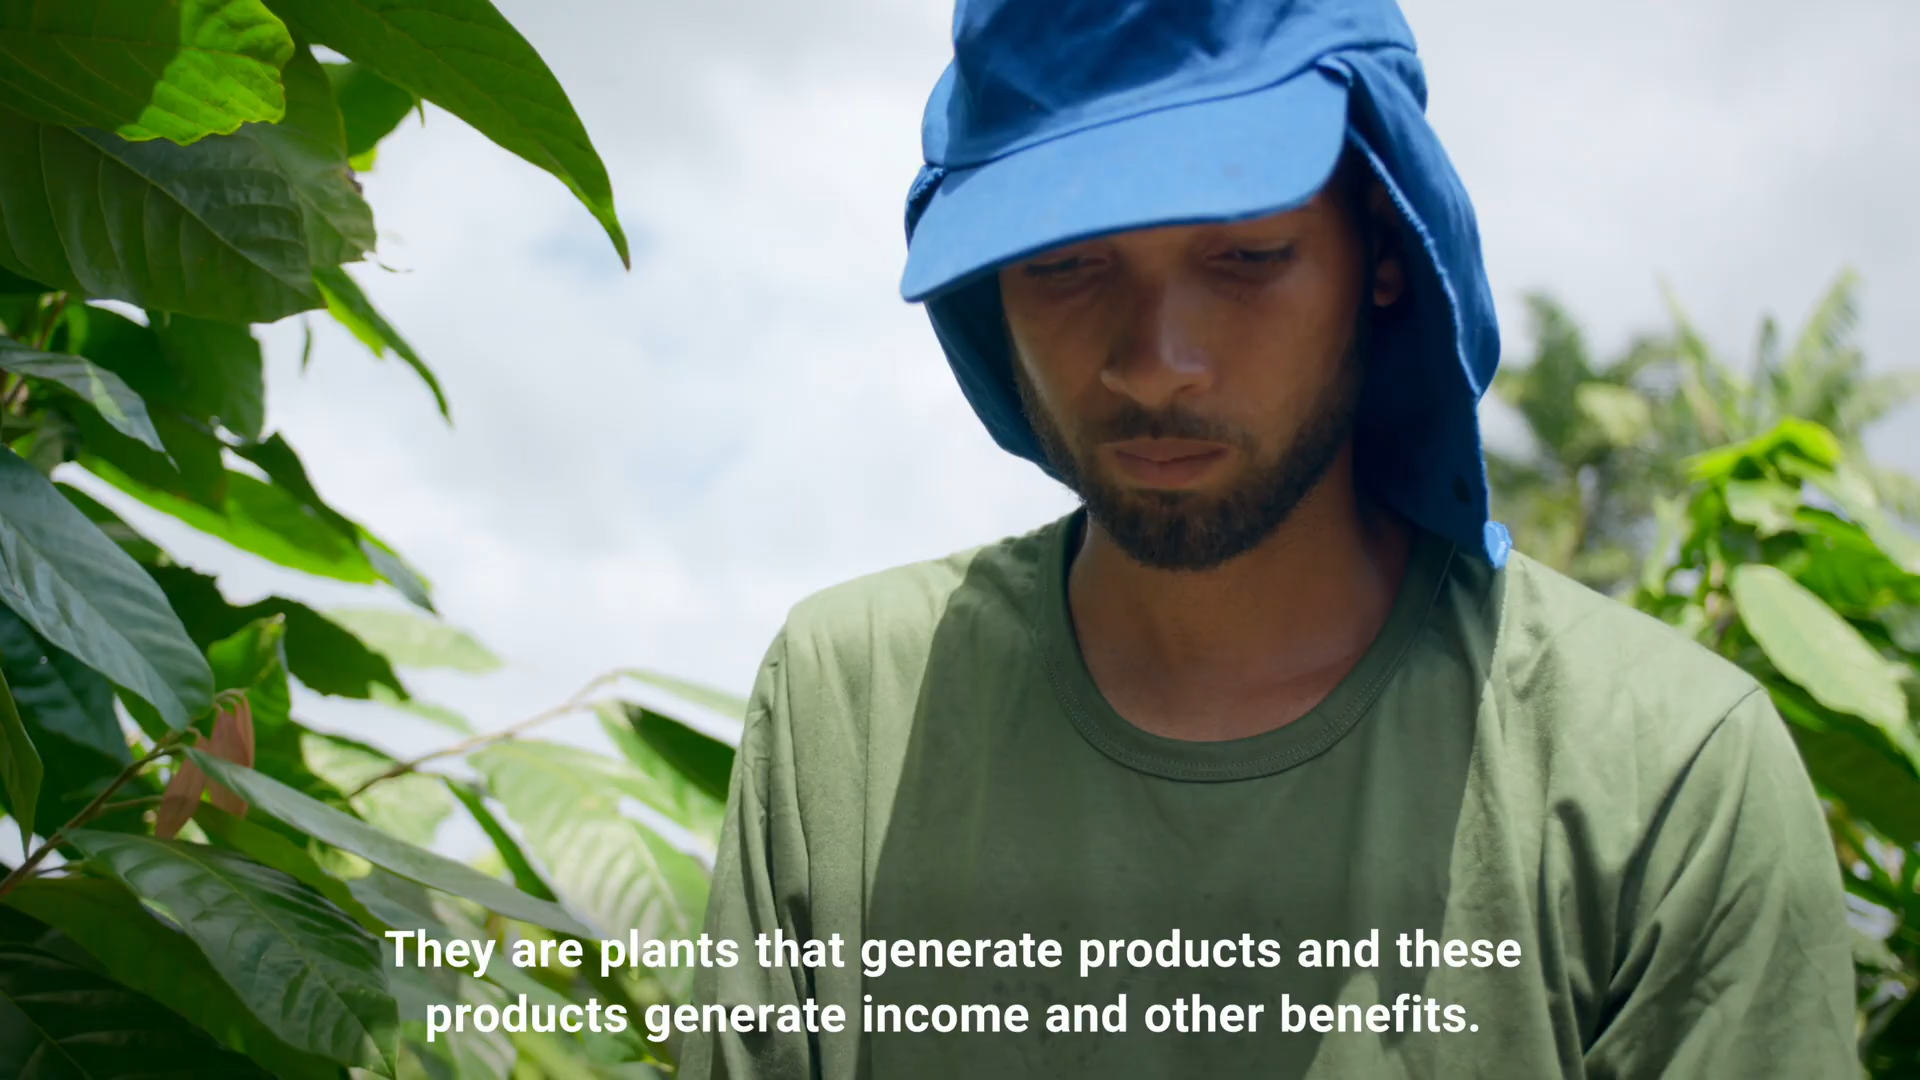 They are plants that generate products and these
products generate income and other benefits.